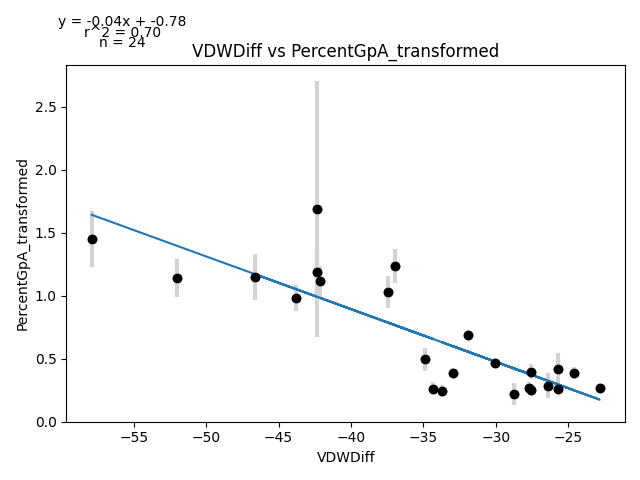 y = -0.04x + -0.78
r^2 = 0.70
n = 24
VDWDiff vs PercentGpA_transformed
PercentGpA_transformed
2.5
2.0
1.5
1.0
0.5
0.0
−55
−50
−45
−40
−35
−30
−25
VDWDiff